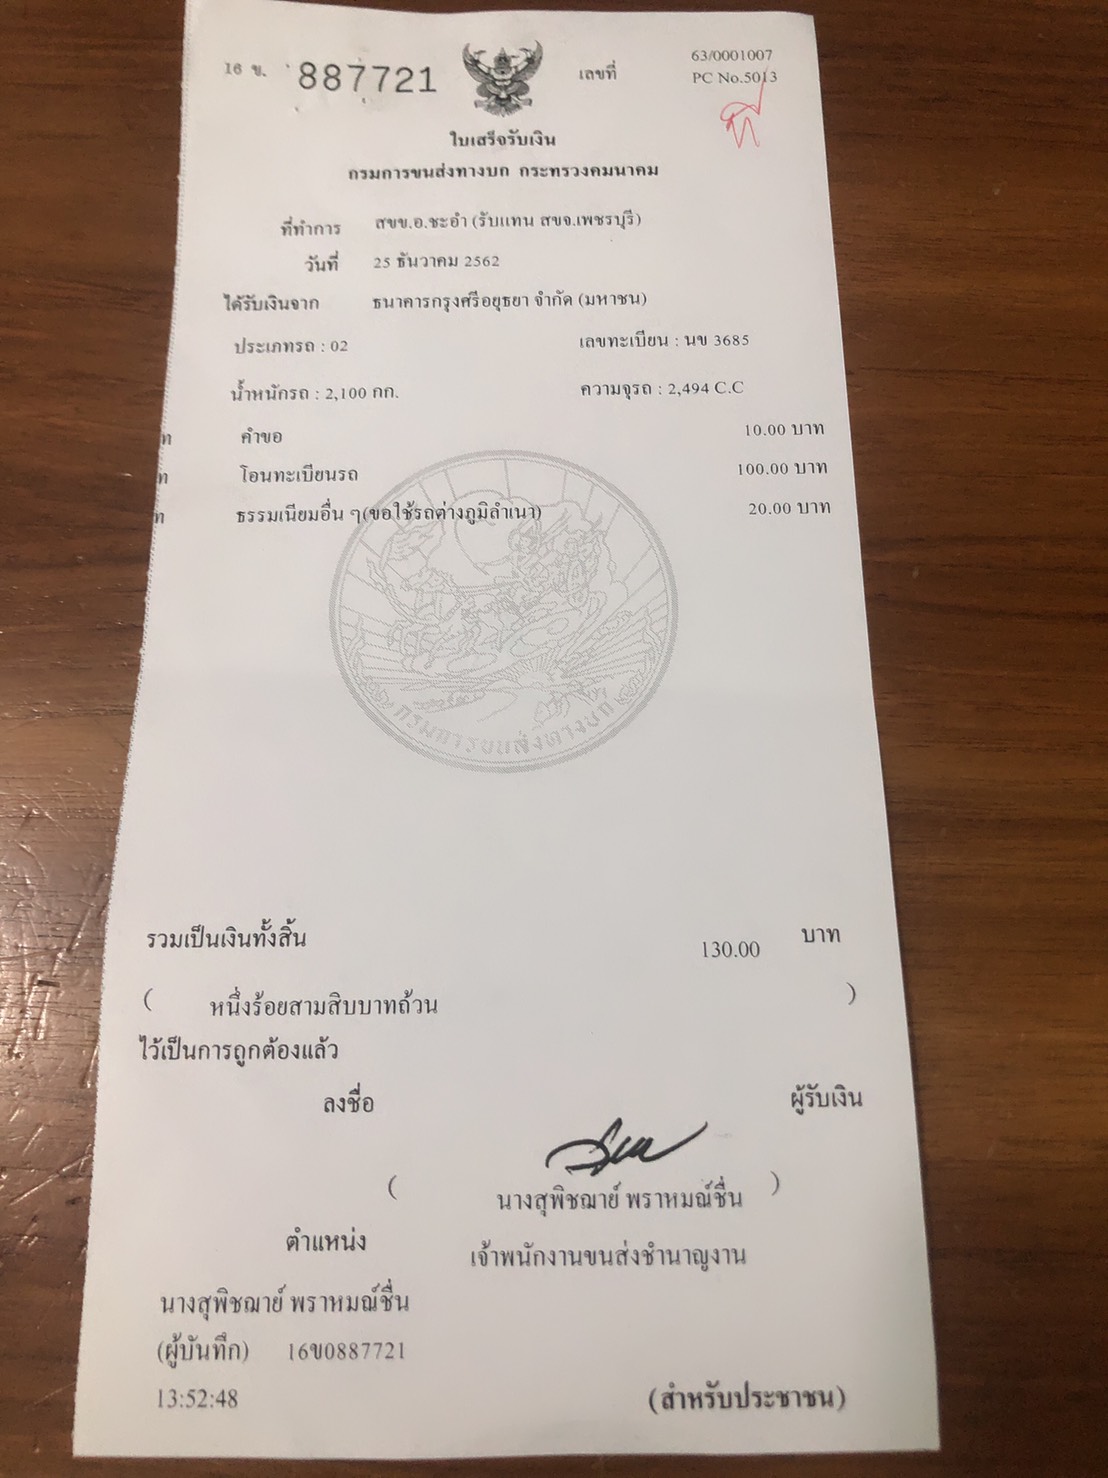 16 ข. 887721 เลขที่ 63/0001007
PC No.5013
ใบเสร็จรับเงิน
กรมการขนส่งทางบก กระทรวงคมนาคม
ที่ทำการ สขข.อ.ชะอำ (รับแทน สขจ.เพชรบุรี)
วันที่ 25 ธันวาคม 2562
ได้รับเงินจาก ธนาคารกรุงศรีอยุธยา จำกัด (มหาชน)
ประเภทรถ : 02 เลขทะเบียน : นข 3685
น้ำหนักรถ : 2,100 กก. ความจุรถ : 2,494 C.C
คำขอ 10.00 บาท
โอนทะเบียนรถ 100.00 บาท
ธรรมเนียมอื่น ๆ(ขอใช้รถต่างภูมิลำเนา) 20.00 บาท
กรมการขนส่งทางบก
รวมเป็นเงินทั้งสิ้น 130.00 บาท
( หนึ่งร้อยสามสิบบาทถ้วน )
ไว้เป็นการถูกต้องแล้ว
ลงชื่อ ผู้รับเงิน
( นางสุพิชฌาย์ พราหมณ์ชื่น )
ตำแหน่ง เจ้าพนักงานขนส่งชำนาญงาน
นางสุพิชฌาย์ พราหมณ์ชื่น
(ผู้บันทึก) 16ข0887721
13:52:48 (สำหรับประชาชน)